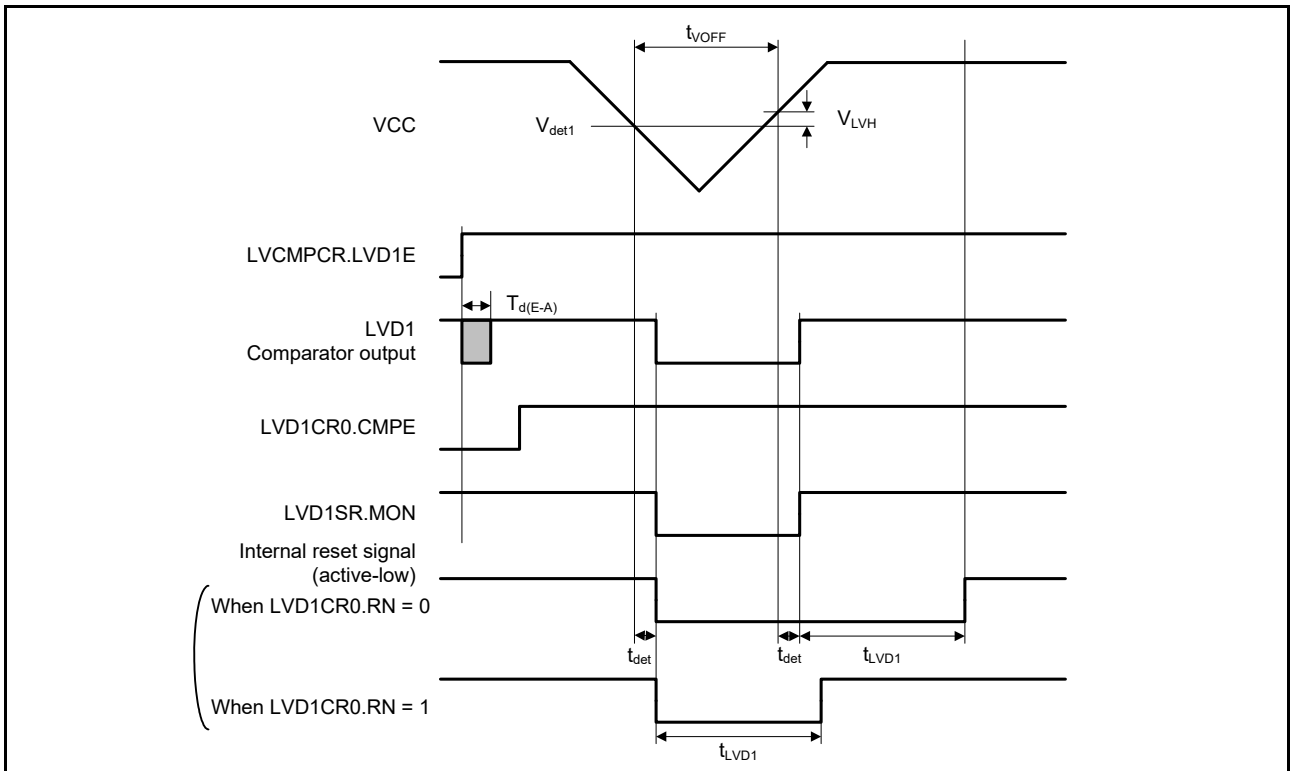 tVOFF
VCC
Vdet1
VLVH
LVCMPCR.LVD1E
Td(E-A)
LVD1
Comparator output
LVD1CR0.CMPE
LVD1SR.MON
Internal reset signal
(active-low)
When LVD1CR0.RN = 0
tdet
tdet
tLVD1
When LVD1CR0.RN = 1
tLVD1